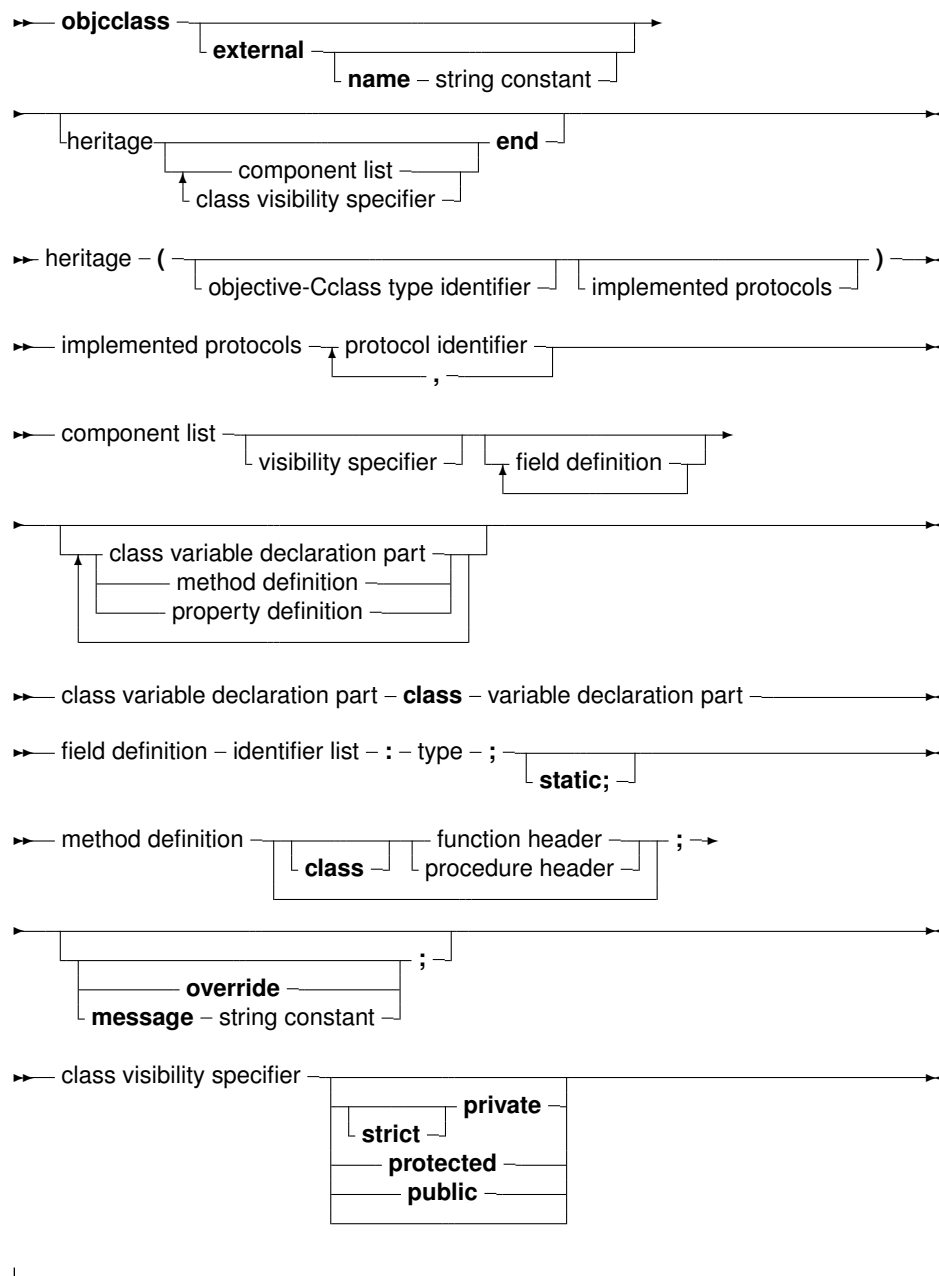 objcclass
external
name string constant
heritage end
component list
class visibility specifier
heritage ( )
objective-Cclass type identifier implemented protocols
implemented protocols protocol identifier
,
component list
visibility specifier field definition
class variable declaration part
method definition
property definition
class variable declaration part class variable declaration part
field definition identifier list : type ;
static;
method definition function header ;
class procedure header
;
override
message string constant
class visibility specifier
private
strict
protected
public